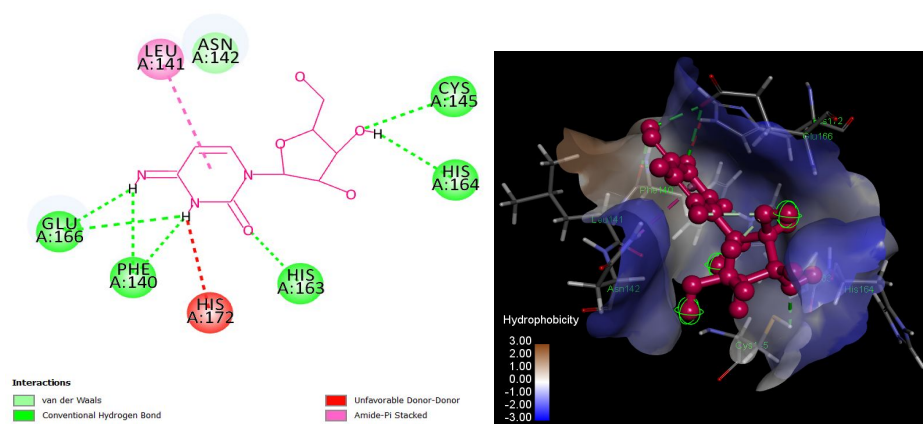 LEU
A:141
ASN
A:142
CYS
A:145
HIS
A:164
GLU
A:166
PHE
A:140
HIS
A:172
HIS
A:163
O
O
H
O
O
N
H
N
H
N
O
Interactions
van der Waals
Conventional Hydrogen Bond
Unfavorable Donor-Donor
Amide-Pi Stacked
Glu166
Phe140
Leu141
Asn142
His164
Hydrophobicity
3.00
2.00
1.00
0.00
-1.00
-2.00
-3.00